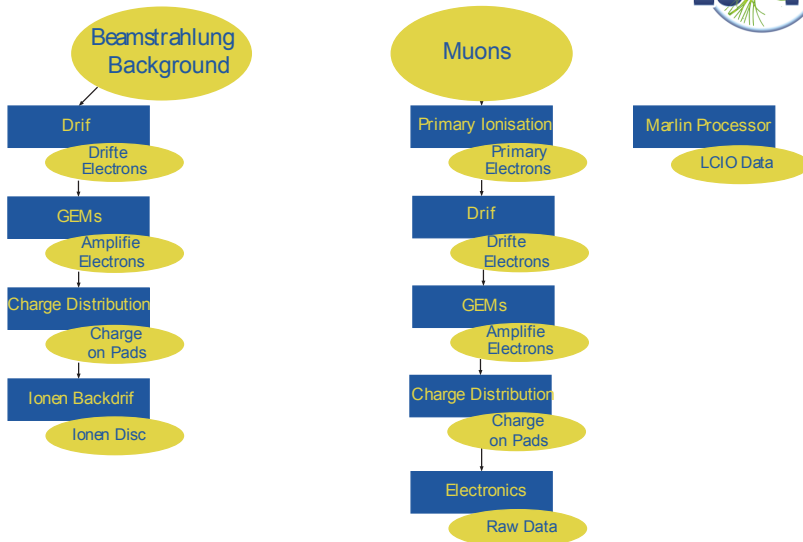 Beamstrahlung
Background
Drif
Drifte
Electrons
GEMs
Amplifie
Electrons
Charge Distribution
Charge
on Pads
Ionen Backdrif
Ionen Disc
Muons
Primary Ionisation
Primary
Electrons
Drif
Drifte
Electrons
GEMs
Amplifie
Electrons
Charge Distribution
Charge
on Pads
Electronics
Raw Data
Marlin Processor
LCIO Data